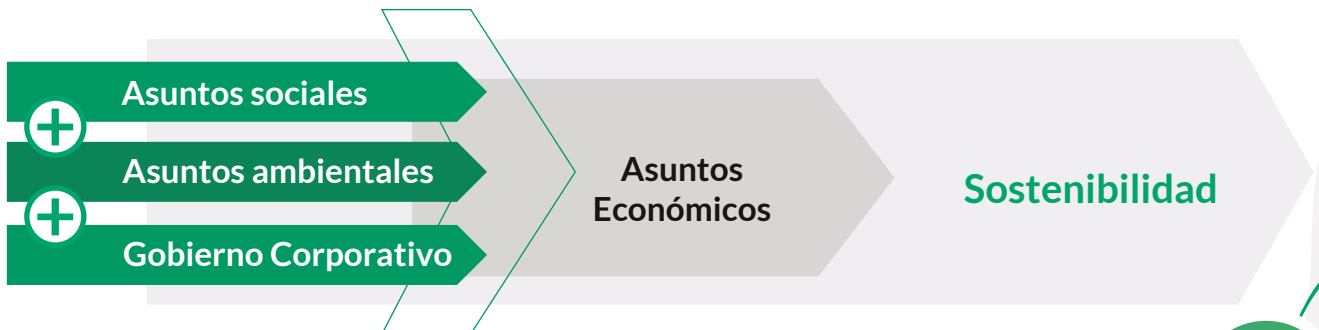 Asuntos sociales
Asuntos ambientales
Gobierno Corporativo
Asuntos
Económicos
Sostenibilidad